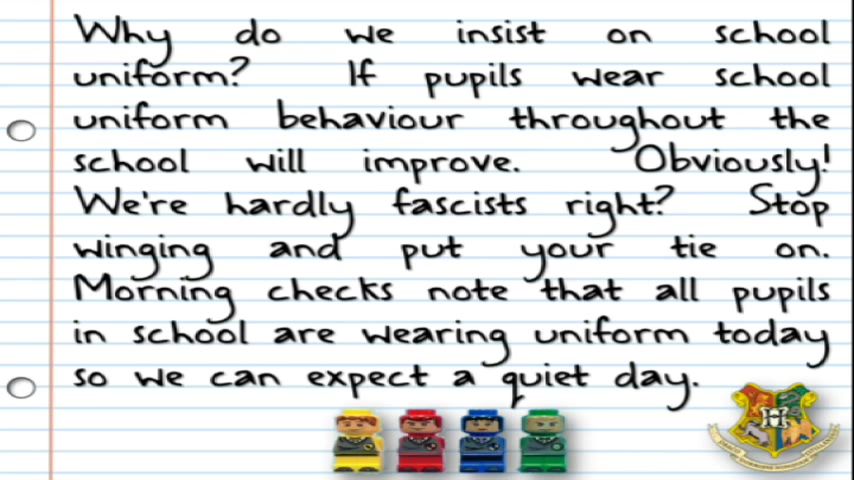 Why do we insist on school
uniform? If pupils wear school
uniform behaviour throughout the
school will improve. Obviously!
We're hardly fascists right? Stop
winging and put your tie on.
Morning checks note that all pupils
in school are wearing uniform today
so we can expect a quiet day.